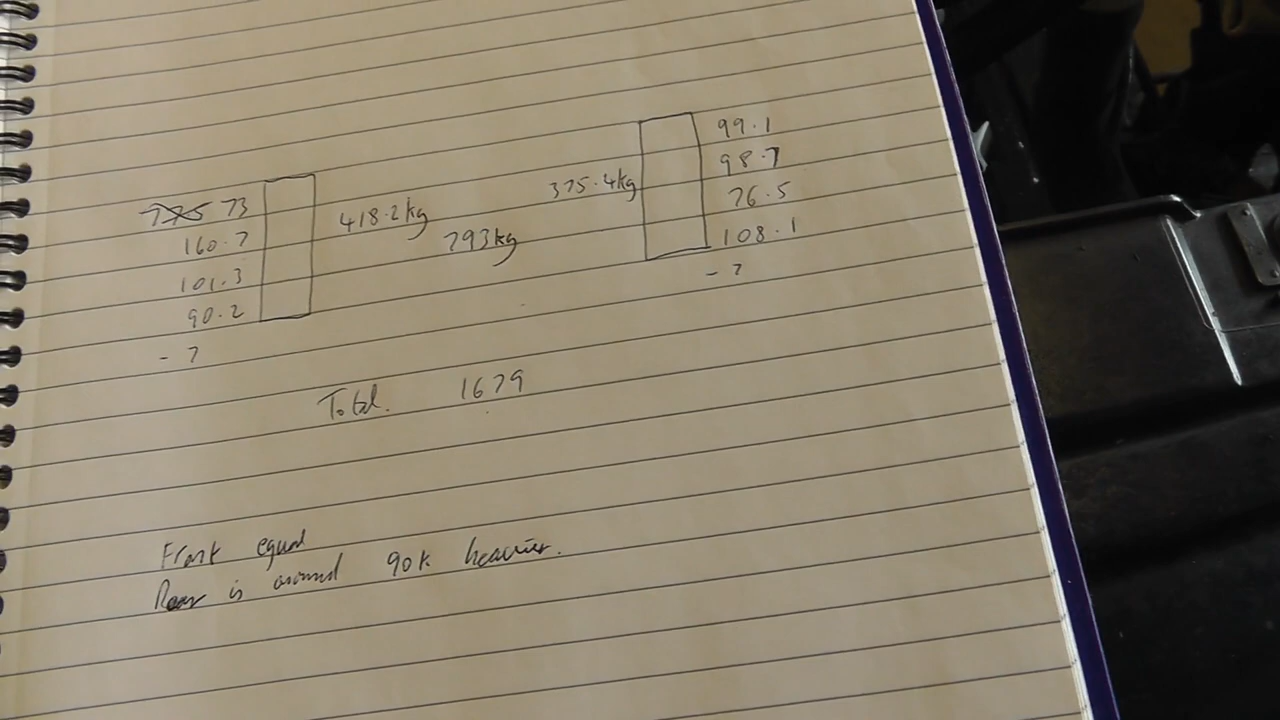 73
160.7
101.3
90.2
- 7
418.2kg
793kg
375.4kg
99.1
98.7
76.5
108.1
- 7
Total. 1679
Front equal
Rear is around 90k heavier.